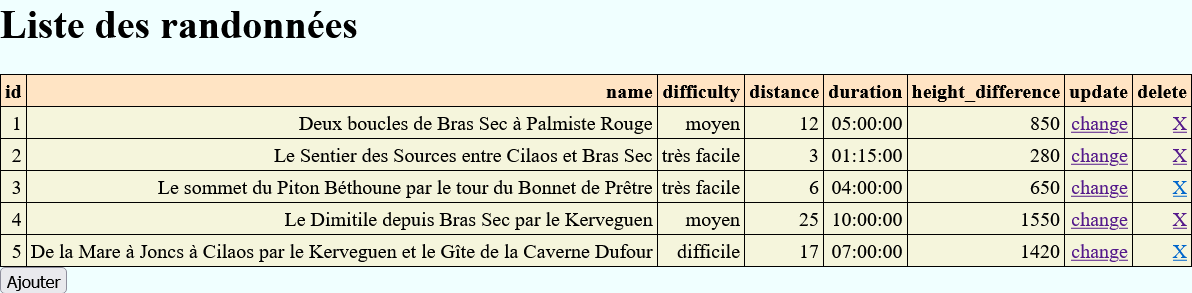 Liste des randonnées
id name difficulty distance duration height_difference update delete
1 Deux boucles de Bras Sec à Palmiste Rouge moyen 12 05:00:00 850 change X
2 Le Sentier des Sources entre Cilaos et Bras Sec très facile 3 01:15:00 280 change X
3 Le sommet du Piton Béthoune par le tour du Bonnet de Prêtre très facile 6 04:00:00 650 change X
4 Le Dimitile depuis Bras Sec par le Kerveguen moyen 25 10:00:00 1550 change X
5 De la Mare à Joncs à Cilaos par le Kerveguen et le Gîte de la Caverne Dufour difficile 17 07:00:00 1420 change X
Ajouter